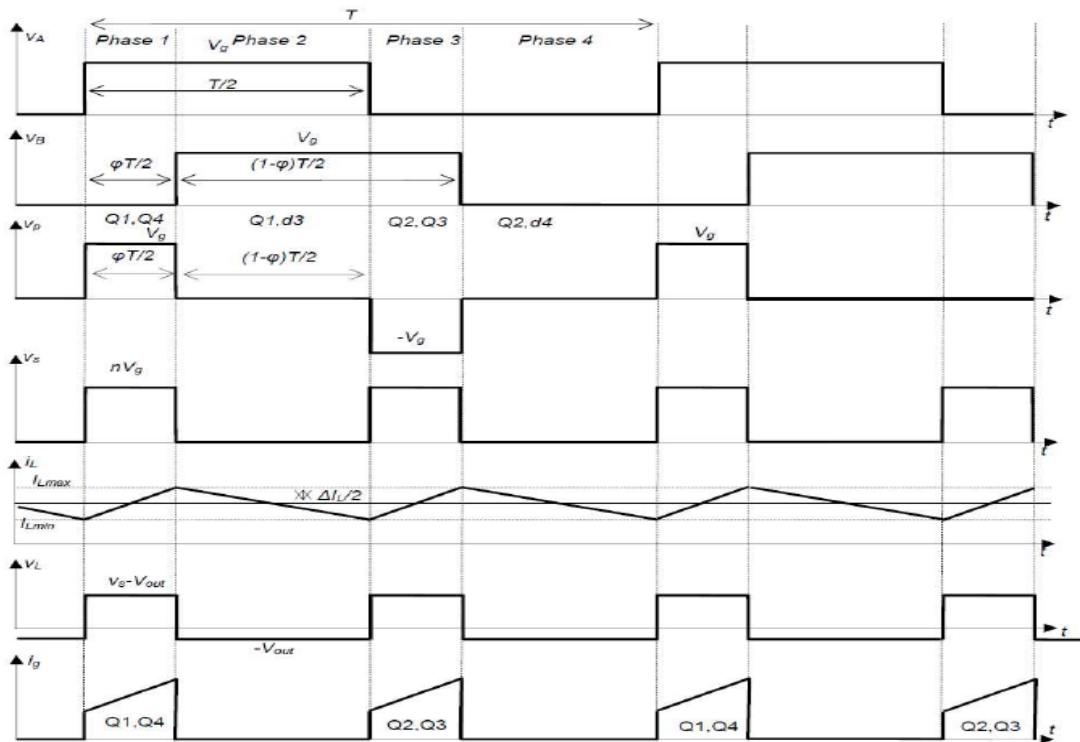 T
v_A Phase 1 V_g Phase 2 Phase 3 Phase 4
T/2
t
v_B V_g
φT/2 (1-φ)T/2
t
Q1,Q4 Q1,d3 Q2,Q3 Q2,d4
v_p V_g V_g
φT/2 (1-φ)T/2
t
-V_g
v_s nV_g
t
i_L
I_Lmax
ΔI_L/2
I_Lmin
t
v_L v_s-V_out
t
-V_out
i_g
Q1,Q4 Q2,Q3 Q1,Q4 Q2,Q3
t